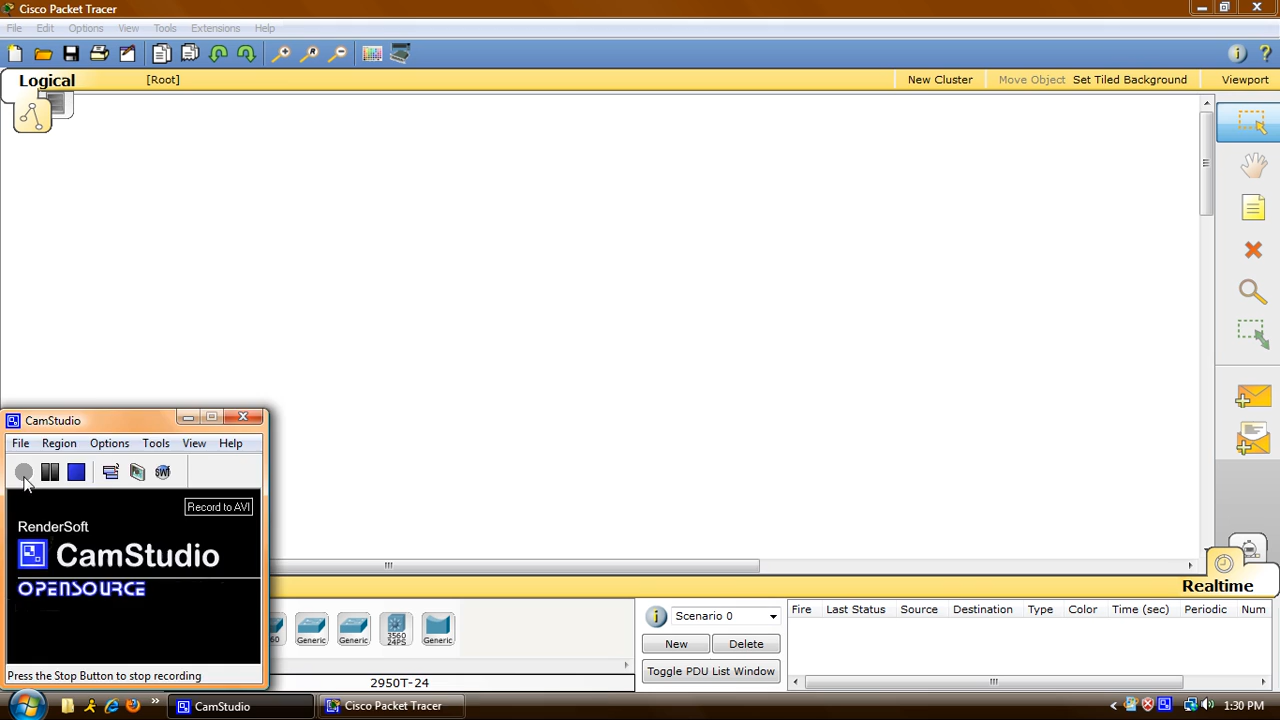 Cisco Packet Tracer
File Edit Options View Tools Extensions Help
Logical [Root] New Cluster Move Object Set Tiled Background Viewport
CamStudio
File Region Options Tools View Help
Record to AVI
RenderSoft
CamStudio
OPENSOURCE
Press the Stop Button to stop recording
Realtime
Generic Generic 3560 24PS Generic
2950T-24
Scenario 0
New Delete
Toggle PDU List Window
Fire Last Status Source Destination Type Color Time (sec) Periodic Num
CamStudio Cisco Packet Tracer 1:30 PM